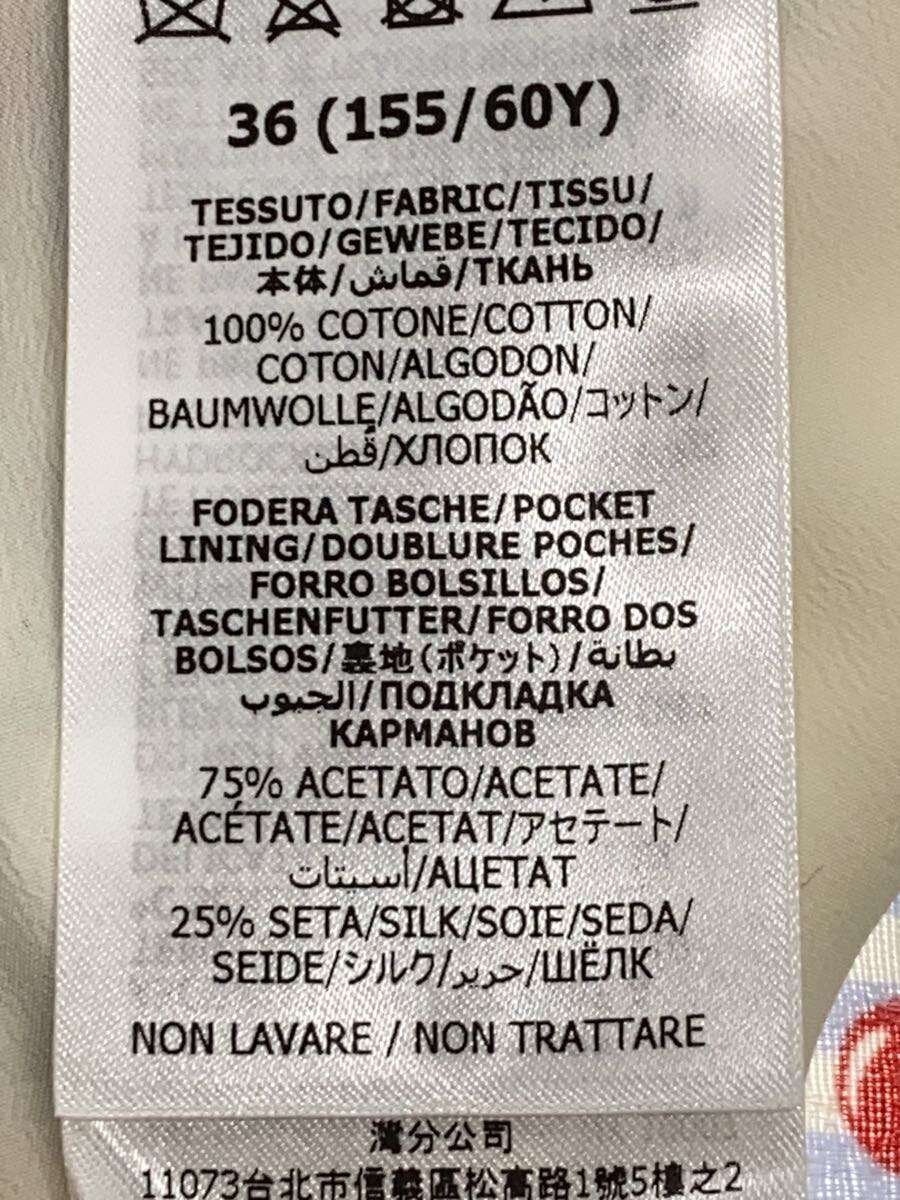 36 (155/60Y)
TESSUTO/FABRIC/TISSU/
TEJIDO/GEWEBE/TECIDO/
本体/قماش/ТКАНЬ
100% COTONE/COTTON/
COTON/ALGODON/
BAUMWOLLE/ALGODÃO/コットン/
قُطن/ХЛОПОК
FODERA TASCHE/POCKET
LINING/DOUBLURE POCHES/
FORRO BOLSILLOS/
TASCHENFUTTER/FORRO DOS
BOLSOS/裏地(ポケット)/بطانة
الجيوب/ПОДКЛАДКА
КАРМАНОВ
75% ACETATO/ACETATE/
ACÉTATE/ACETAT/アセテート/
أسيتات/АЦЕТАТ
25% SETA/SILK/SOIE/SEDA/
SEIDE/シルク/حرير/ШЁЛК
NON LAVARE / NON TRATTARE
灣分公司
11073台北市信義區松高路1號5樓之2